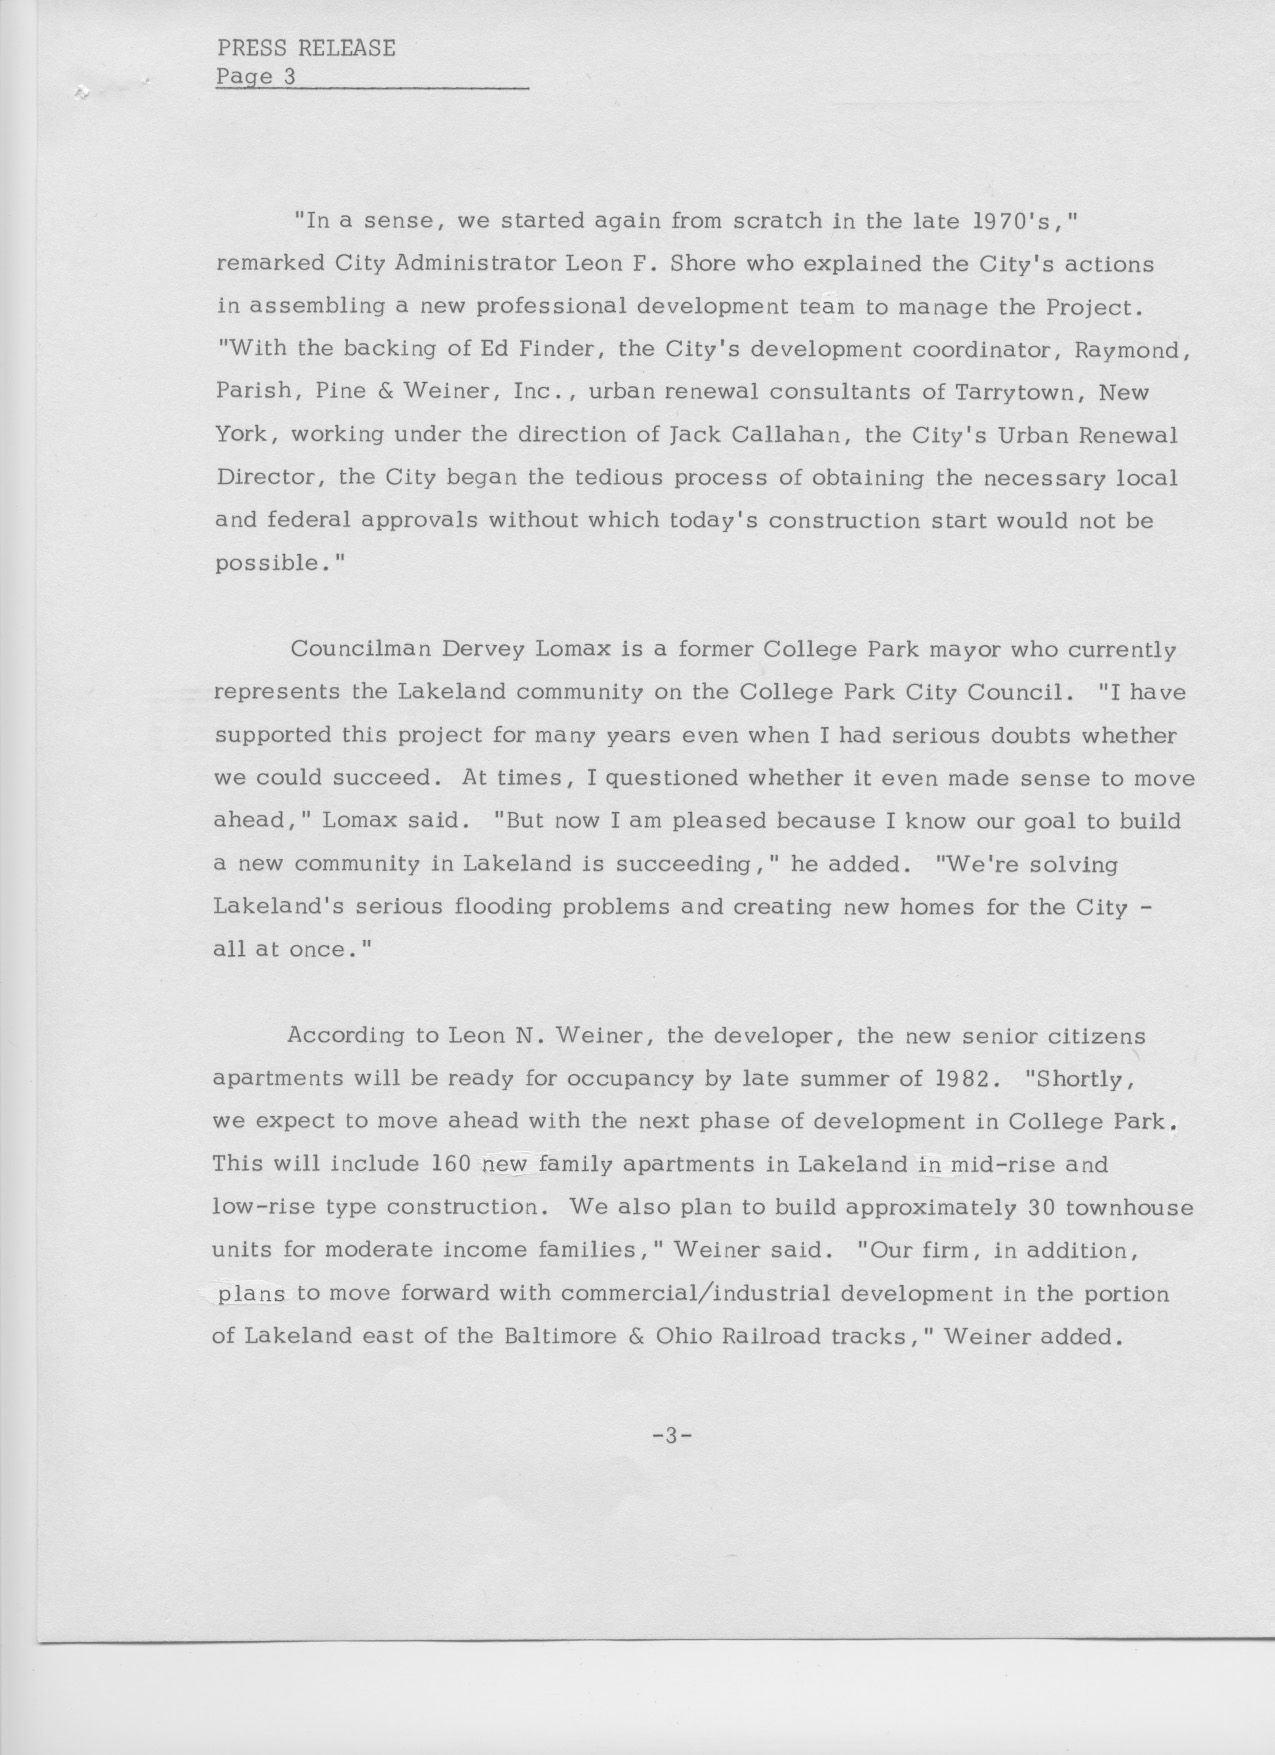 PRESS RELEASE
Page 3
"In a sense, we started again from scratch in the late 1970's,"
remarked City Administrator Leon F. Shore who explained the City's actions
in assembling a new professional development team to manage the Project.
"With the backing of Ed Finder, the City's development coordinator, Raymond,
Parish, Pine & Weiner, Inc., urban renewal consultants of Tarrytown, New
York, working under the direction of Jack Callahan, the City's Urban Renewal
Director, the City began the tedious process of obtaining the necessary local
and federal approvals without which today's construction start would not be
possible."
Councilman Dervey Lomax is a former College Park mayor who currently
represents the Lakeland community on the College Park City Council. "I have
supported this project for many years even when I had serious doubts whether
we could succeed. At times, I questioned whether it even made sense to move
ahead," Lomax said. "But now I am pleased because I know our goal to build
a new community in Lakeland is succeeding," he added. "We're solving
Lakeland's serious flooding problems and creating new homes for the City -
all at once."
According to Leon N. Weiner, the developer, the new senior citizens
apartments will be ready for occupancy by late summer of 1982. "Shortly,
we expect to move ahead with the next phase of development in College Park.
This will include 160 new family apartments in Lakeland in mid-rise and
low-rise type construction. We also plan to build approximately 30 townhouse
units for moderate income families," Weiner said. "Our firm, in addition,
plans to move forward with commercial/industrial development in the portion
of Lakeland east of the Baltimore & Ohio Railroad tracks," Weiner added.
-3-